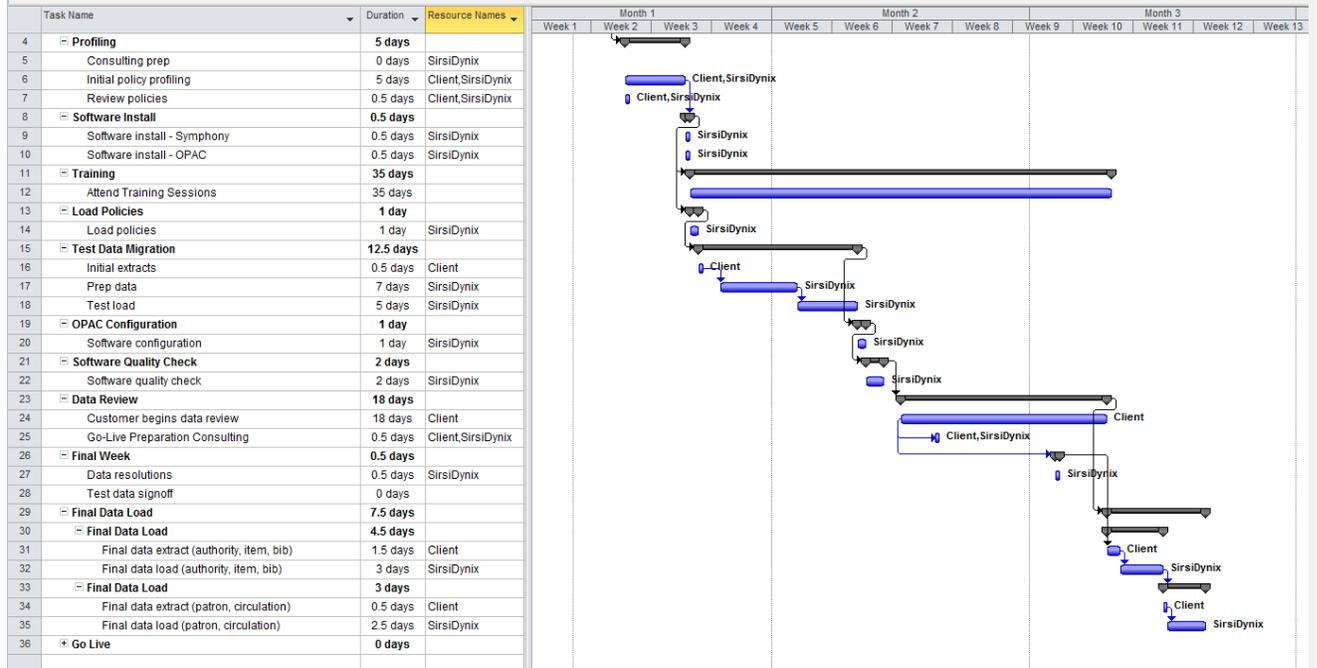 Task Name Duration Resource Names Month 1 Month 2 Month 3
Week 1 Week 2 Week 3 Week 4 Week 5 Week 6 Week 7 Week 8 Week 9 Week 10 Week 11 Week 12 Week 13
4 Profiling 5 days
5 Consulting prep 0 days SirsiDynix
6 Initial policy profiling 5 days Client,SirsiDynix Client,SirsiDynix
7 Review policies 0.5 days Client,SirsiDynix Client,SirsiDynix
8 Software Install 0.5 days
9 Software install - Symphony 0.5 days SirsiDynix SirsiDynix
10 Software install - OPAC 0.5 days SirsiDynix SirsiDynix
11 Training 35 days
12 Attend Training Sessions 35 days
13 Load Policies 1 day
14 Load policies 1 day SirsiDynix SirsiDynix
15 Test Data Migration 12.5 days
16 Initial extracts 0.5 days Client Client
17 Prep data 7 days SirsiDynix SirsiDynix
18 Test load 5 days SirsiDynix SirsiDynix
19 OPAC Configuration 1 day
20 Software configuration 1 day SirsiDynix SirsiDynix
21 Software Quality Check 2 days
22 Software quality check 2 days SirsiDynix SirsiDynix
23 Data Review 18 days
24 Customer begins data review 18 days Client Client
25 Go-Live Preparation Consulting 0.5 days Client,SirsiDynix Client,SirsiDynix
26 Final Week 0.5 days
27 Data resolutions 0.5 days SirsiDynix SirsiDynix
28 Test data signoff 0 days
29 Final Data Load 7.5 days
30 Final Data Load 4.5 days
31 Final data extract (authority, item, bib) 1.5 days Client Client
32 Final data load (authority, item, bib) 3 days SirsiDynix SirsiDynix
33 Final Data Load 3 days
34 Final data extract (patron, circulation) 0.5 days Client Client
35 Final data load (patron, circulation) 2.5 days SirsiDynix SirsiDynix
36 Go Live 0 days